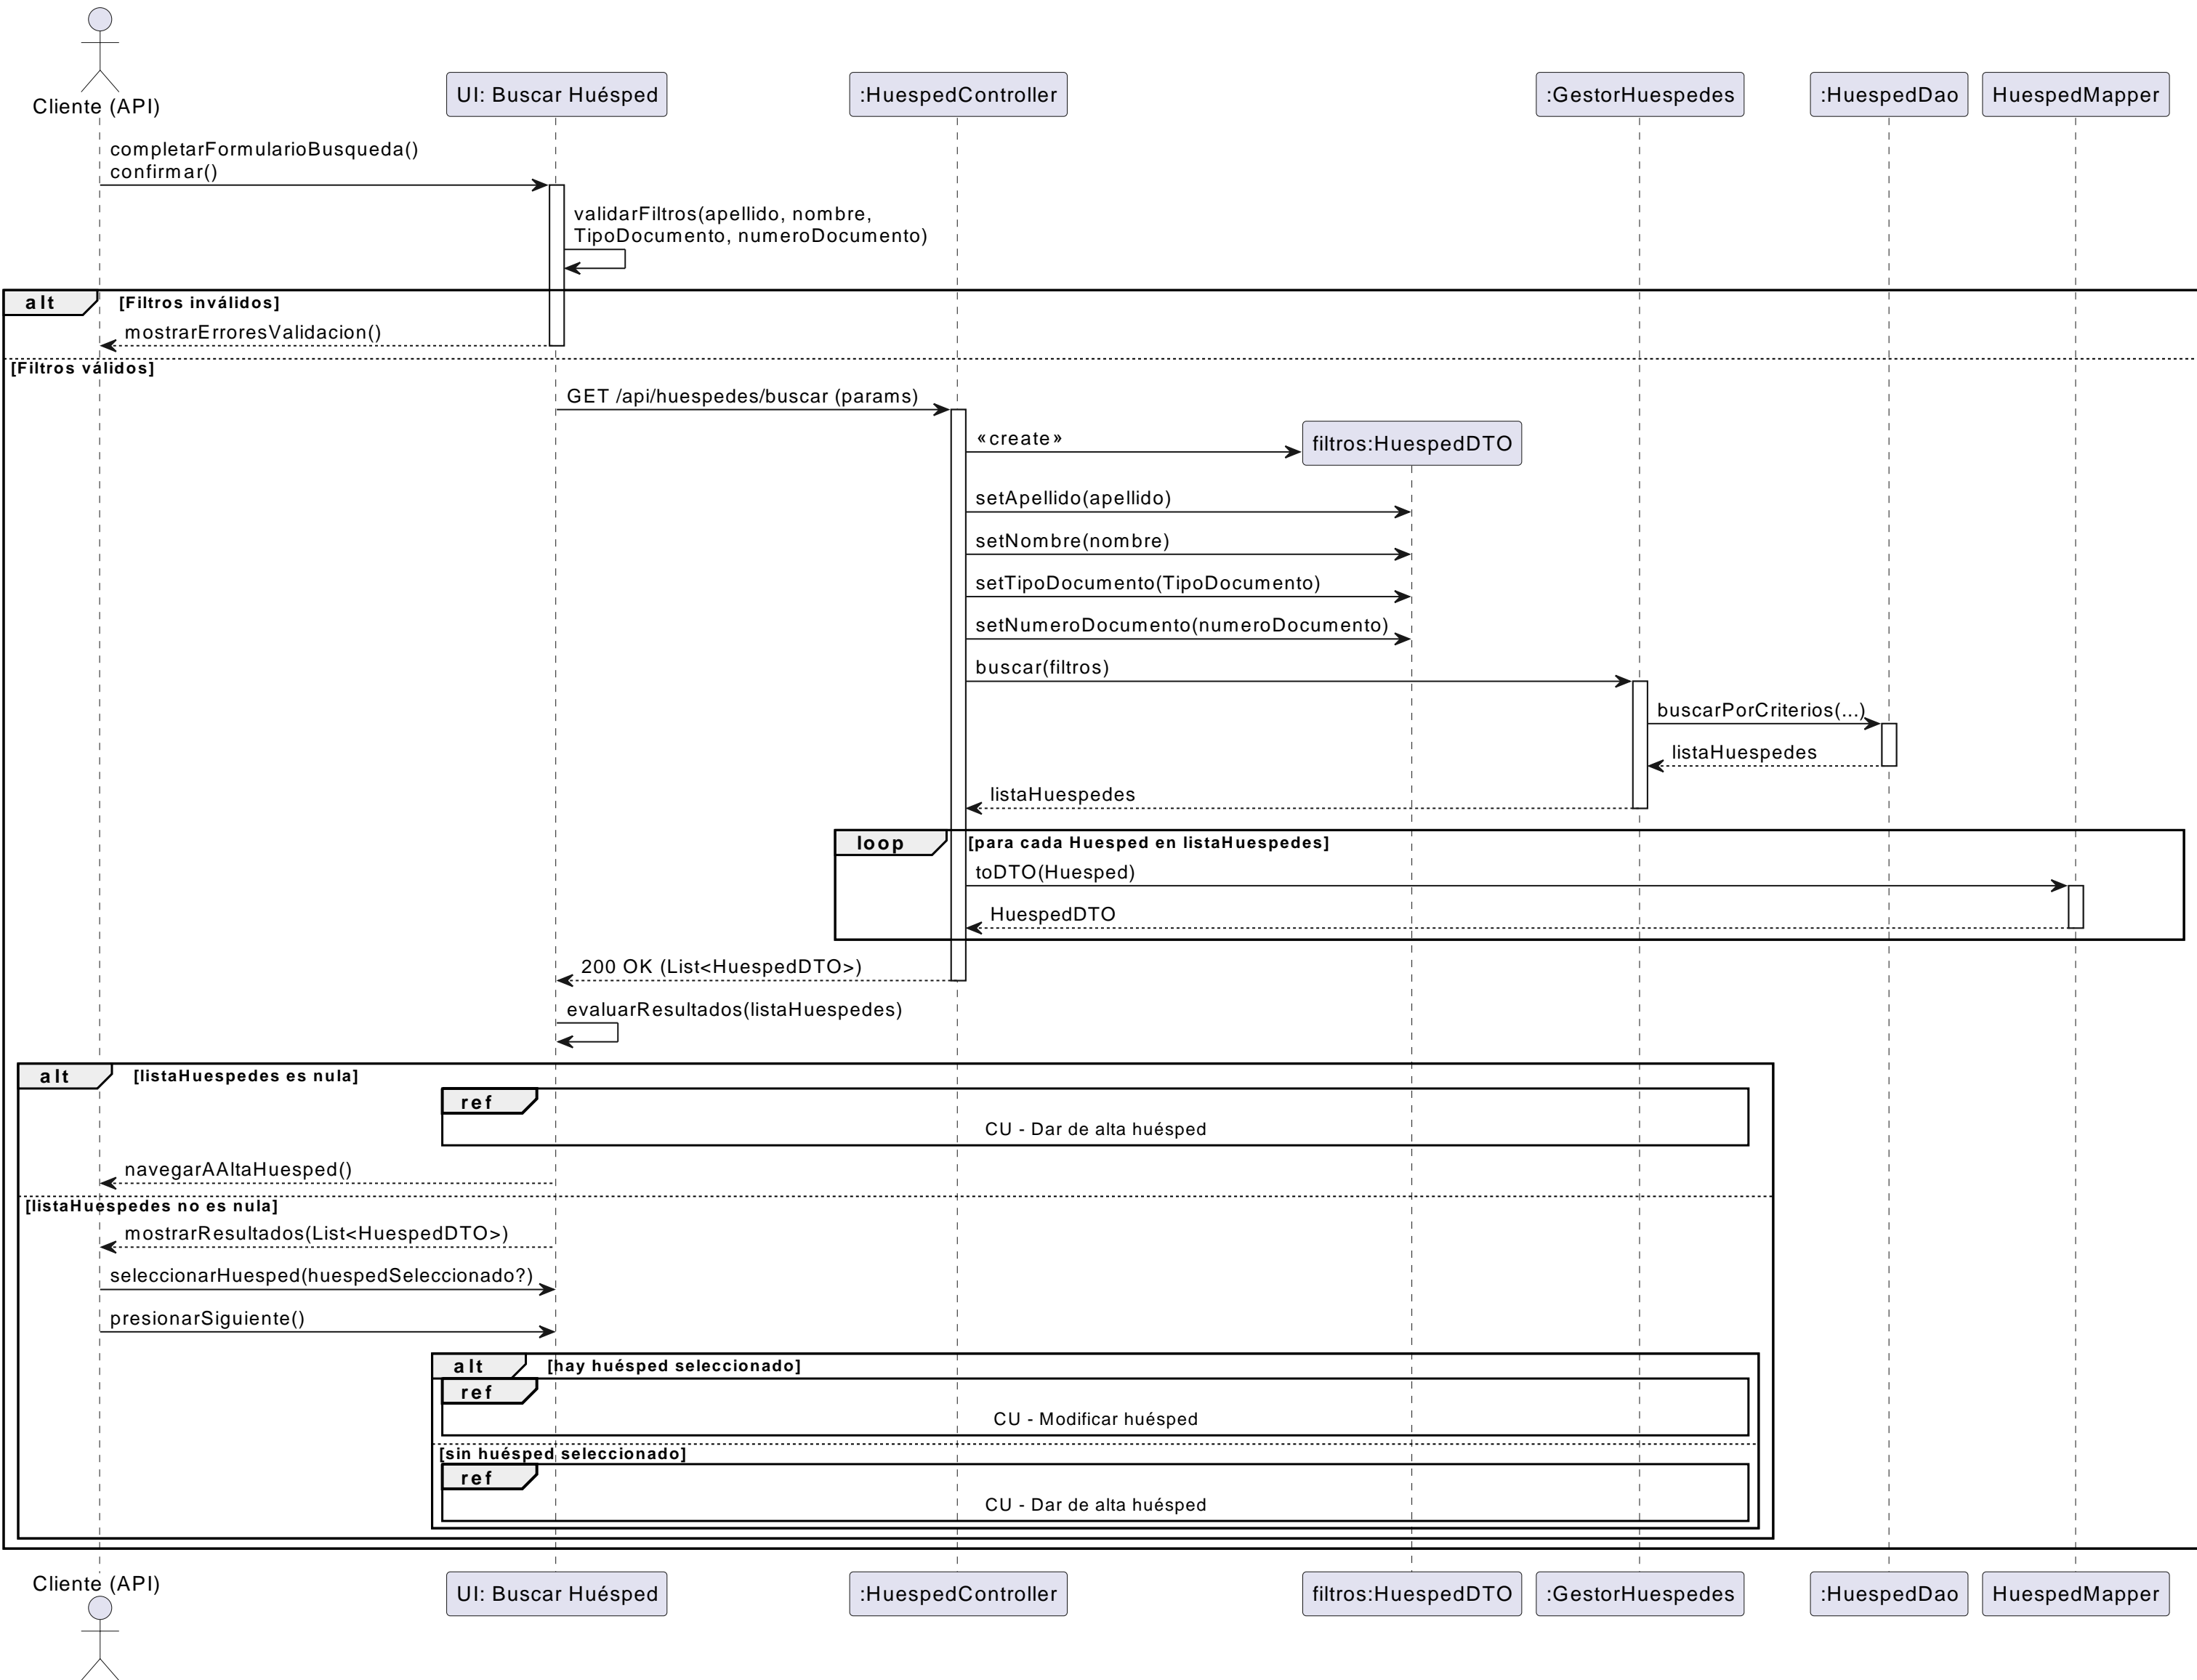 Cliente (API)
UI: Buscar Huésped
:HuespedController
:GestorHuespedes
:HuespedDao
HuespedMapper
completarFormularioBusqueda()
confirmar()
validarFiltros(apellido, nombre,
TipoDocumento, numeroDocumento)
alt
[Filtros inválidos]
mostrarErroresValidacion()
[Filtros válidos]
GET /api/huespedes/buscar (params)
«create»
filtros:HuespedDTO
setApellido(apellido)
setNombre(nombre)
setTipoDocumento(TipoDocumento)
setNumeroDocumento(numeroDocumento)
buscar(filtros)
buscarPorCriterios(...)
listaHuespedes
listaHuespedes
loop
[para cada Huesped en listaHuespedes]
toDTO(Huesped)
HuespedDTO
200 OK (List<HuespedDTO>)
evaluarResultados(listaHuespedes)
alt
[listaHuespedes es nula]
ref
CU - Dar de alta huésped
navegarAAltaHuesped()
[listaHuespedes no es nula]
mostrarResultados(List<HuespedDTO>)
seleccionarHuesped(huespedSeleccionado?)
presionarSiguiente()
alt
[hay huésped seleccionado]
ref
CU - Modificar huésped
[sin huésped seleccionado]
ref
CU - Dar de alta huésped
Cliente (API)
UI: Buscar Huésped
:HuespedController
filtros:HuespedDTO
:GestorHuespedes
:HuespedDao
HuespedMapper